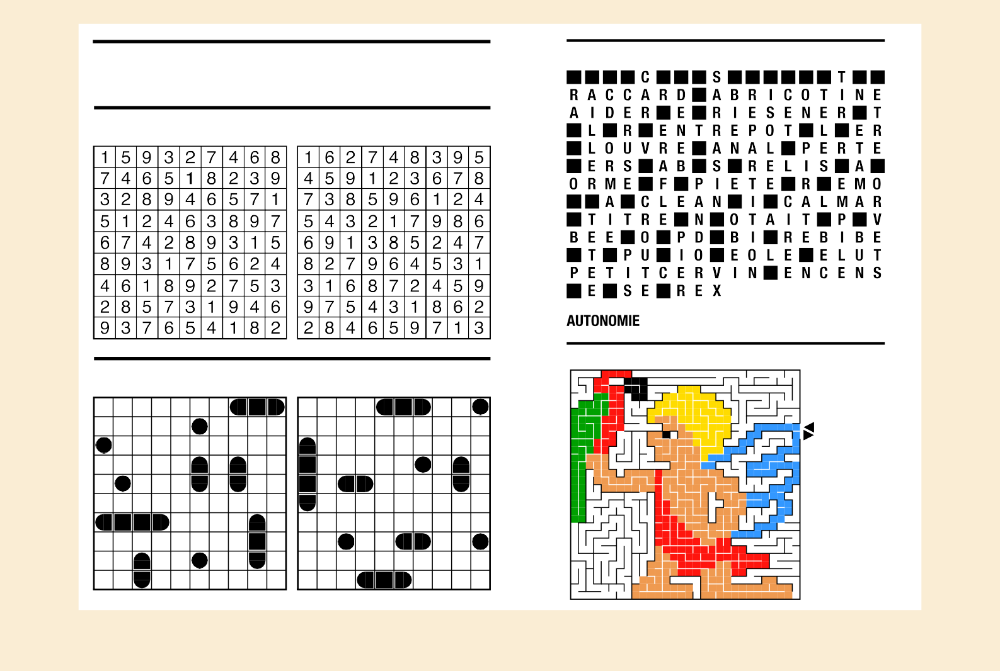 1 5 9 3 2 7 4 6 8
7 4 6 5 1 8 2 3 9
3 2 8 9 4 6 5 7 1
5 1 2 4 6 3 8 9 7
6 7 4 2 8 9 3 1 5
8 9 3 1 7 5 6 2 4
4 6 1 8 9 2 7 5 3
2 8 5 7 3 1 9 4 6
9 3 7 6 5 4 1 8 2
1 6 2 7 4 8 3 9 5
4 5 9 1 2 3 6 7 8
7 3 8 5 9 6 1 2 4
5 4 3 2 1 7 9 8 6
6 9 1 3 8 5 2 4 7
8 2 7 9 6 4 5 3 1
3 1 6 8 7 2 4 5 9
9 7 5 4 3 1 8 6 2
2 8 4 6 5 9 7 1 3
■ ■ ■ ■ C ■ ■ ■ S ■ ■ ■ ■ ■ ■ T ■ ■
R A C C A R D ■ A B R I C O T I N E
A I D E R ■ E ■ R I E S E N E R ■ T
■ L ■ R ■ E N T R E P O T ■ L ■ E R
■ L O U V R E ■ A N A L ■ P E R T E
■ E R S ■ A B ■ S ■ R E L I S ■ A ■
O R M E ■ F ■ P I E T E ■ R ■ E M O
■ ■ A ■ C L E A N ■ I ■ C A L M A R
■ T I T R E ■ N ■ O T A I T ■ P ■ V
B E E ■ O ■ P D ■ B I ■ R E B I B E
■ T ■ P U ■ I O ■ E O L E ■ E L U T
P E T I T C E R V I N ■ E N C E N S
■ E ■ S E ■ R E X
AUTONOMIE